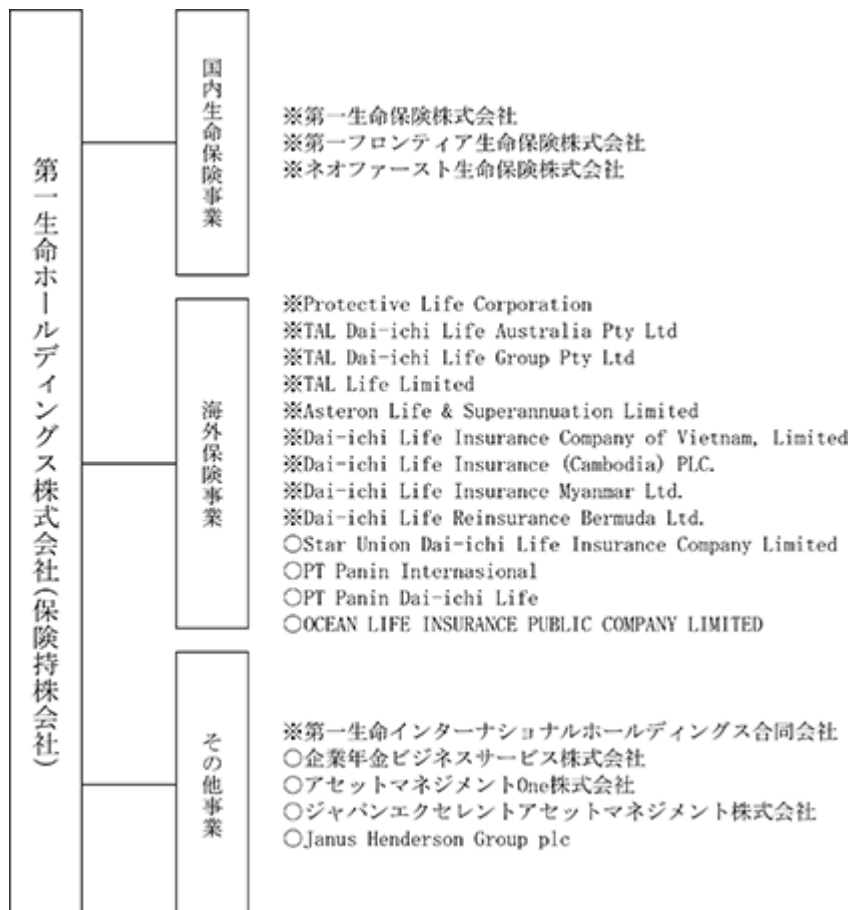 第一生命ホールディングス株式会社(保険持株会社)
国内生命保険事業
※第一生命保険株式会社
※第一フロンティア生命保険株式会社
※ネオファースト生命保険株式会社
海外保険事業
※Protective Life Corporation
※TAL Dai-ichi Life Australia Pty Ltd
※TAL Dai-ichi Life Group Pty Ltd
※TAL Life Limited
※Asteron Life & Superannuation Limited
※Dai-ichi Life Insurance Company of Vietnam, Limited
※Dai-ichi Life Insurance (Cambodia) PLC.
※Dai-ichi Life Insurance Myanmar Ltd.
※Dai-ichi Life Reinsurance Bermuda Ltd.
○Star Union Dai-ichi Life Insurance Company Limited
○PT Panin Internasional
○PT Panin Dai-ichi Life
○OCEAN LIFE INSURANCE PUBLIC COMPANY LIMITED
その他事業
※第一生命インターナショナルホールディングス合同会社
○企業年金ビジネスサービス株式会社
○アセットマネジメントOne株式会社
○ジャパンエクセレントアセットマネジメント株式会社
○Janus Henderson Group plc